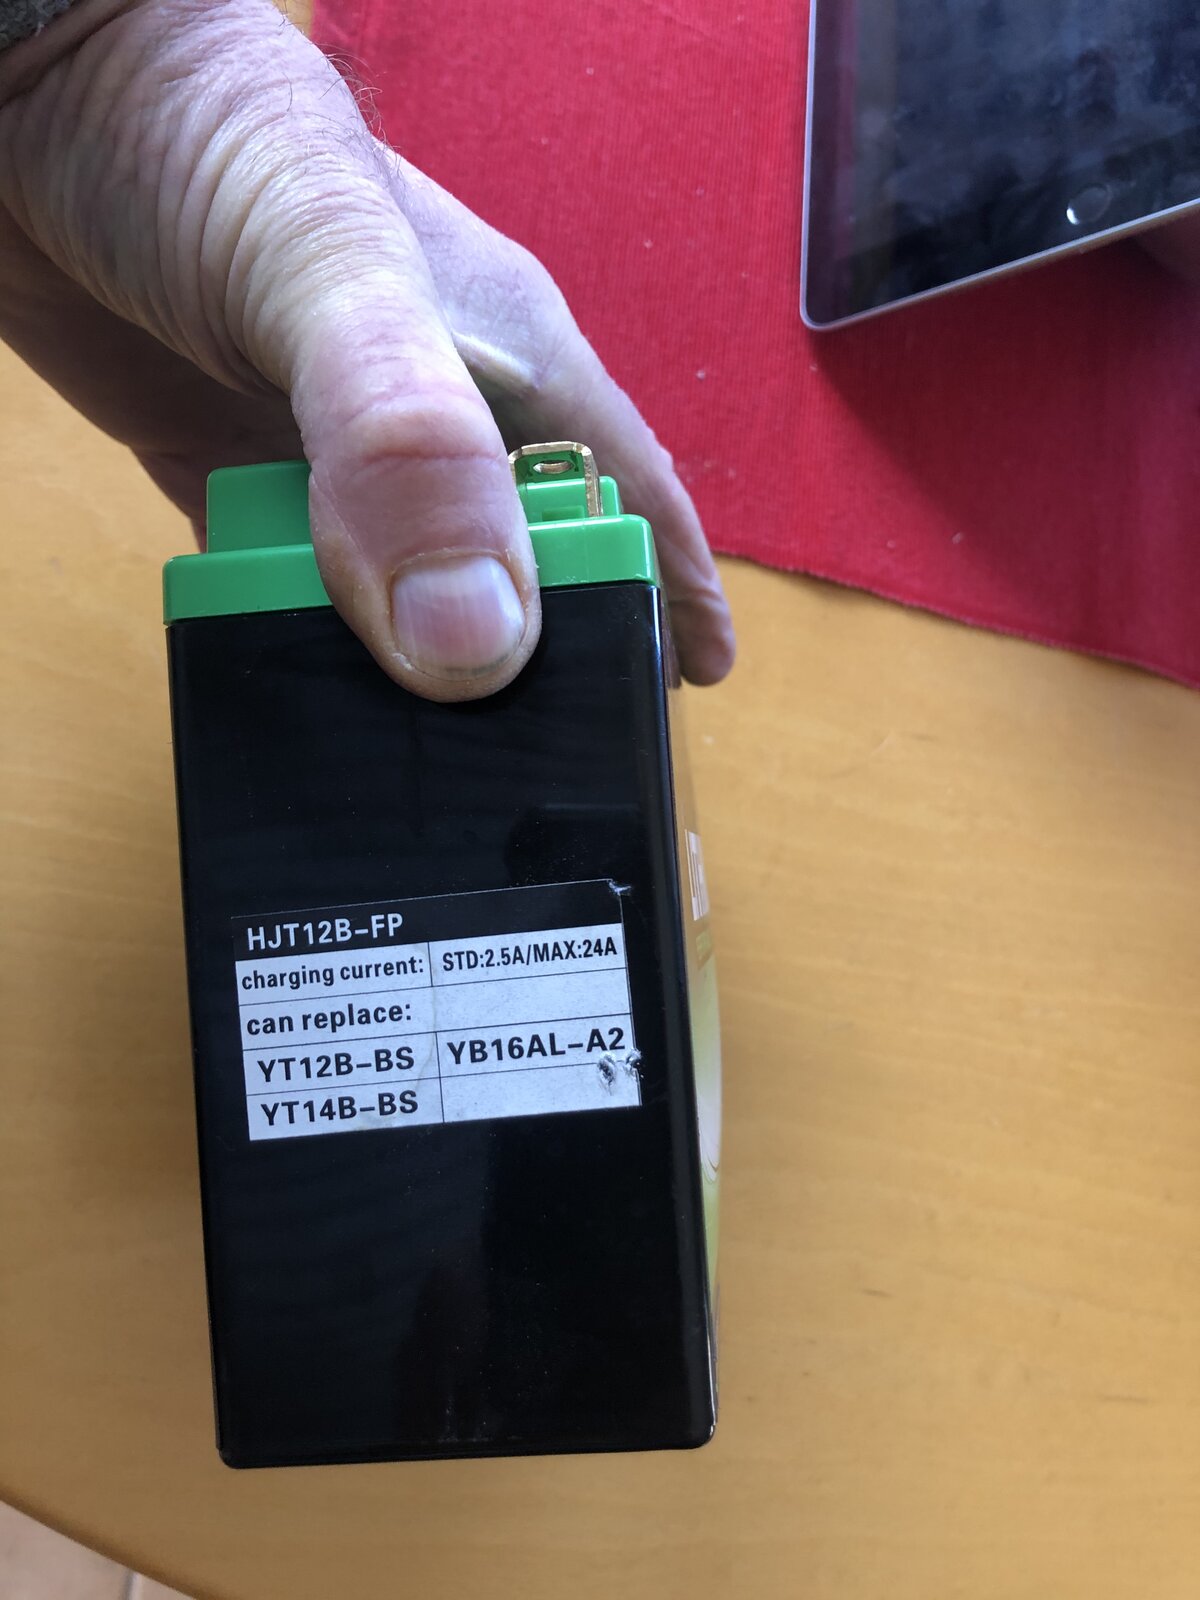 HJT12B-FP
charging current: STD:2.5A/MAX:24A
can replace:
YT12B-BS YB16AL-A2
YT14B-BS